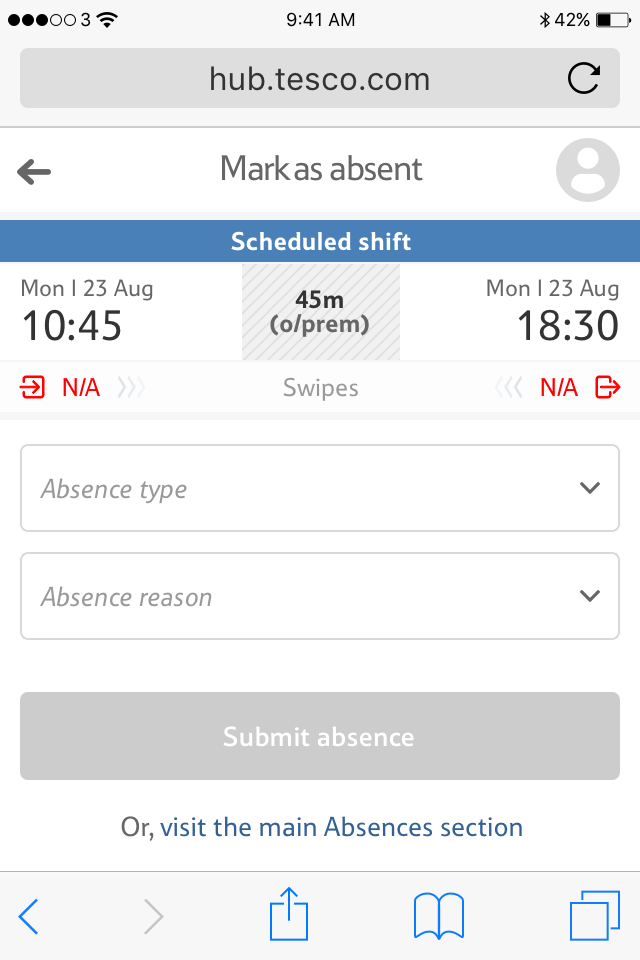 3 9:41 AM 42%
hub.tesco.com
Mark as absent
Scheduled shift
Mon | 23 Aug 45m Mon | 23 Aug
10:45 (o/prem) 18:30
N/A Swipes N/A
Absence type
Absence reason
Submit absence
Or, visit the main Absences section